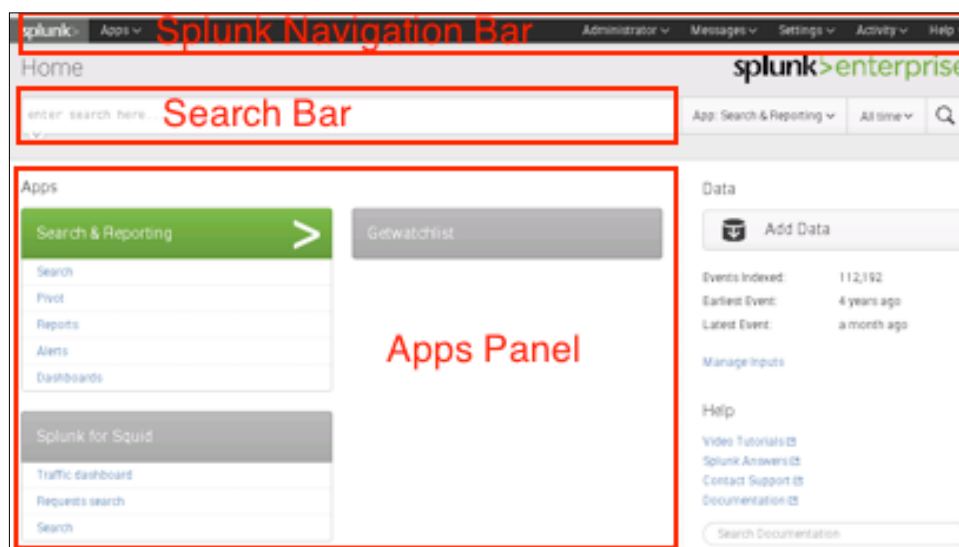 splunk> Apps Splunk Navigation Bar Administrator Messages Settings Activity Help
Home
splunk>enterprise
enter search here... Search Bar
App: Search & Reporting All time
Apps
Search & Reporting >
Search
Pivot
Reports
Alerts
Dashboards
Getwatchlist
Apps Panel
Splunk for Squid
Traffic dashboard
Requests search
Search
Data
Add Data
Events Indexed: 112,192
Earliest Event: 4 years ago
Latest Event: a month ago
Manage Inputs
Help
Video Tutorials
Splunk Answers
Contact Support
Documentation
Search Documentation